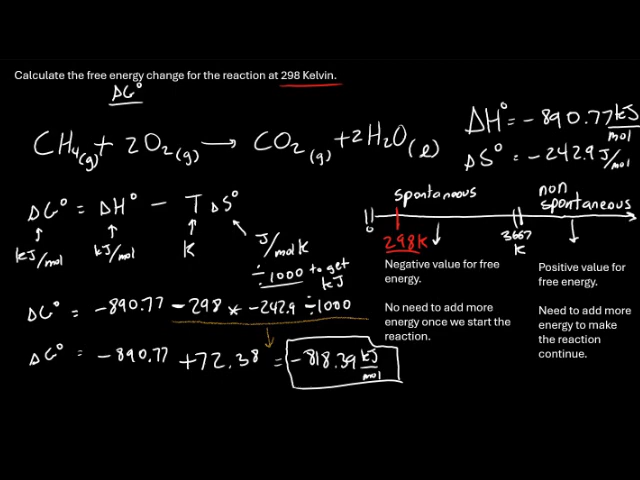 Calculate the free energy change for the reaction at 298 Kelvin.
ΔG°
CH₄(g) + 2O₂(g) → CO₂(g) + 2H₂O(l)
ΔH° = -890.77 kJ/mol
ΔS° = -242.9 J/mol
ΔG° = ΔH° - TΔS°
kJ/mol kJ/mol K J/mol K
÷1000 to get
kJ
spontaneous
non
spontaneous
0 298K 3667
K
Negative value for free
energy.
No need to add more
energy once we start the
reaction.
Positive value for
free energy.
Need to add more
energy to make
the reaction
continue.
ΔG° = -890.77 - 298 * -242.9 ÷ 1000
ΔG° = -890.77 + 72.38 = -818.39 kJ/mol